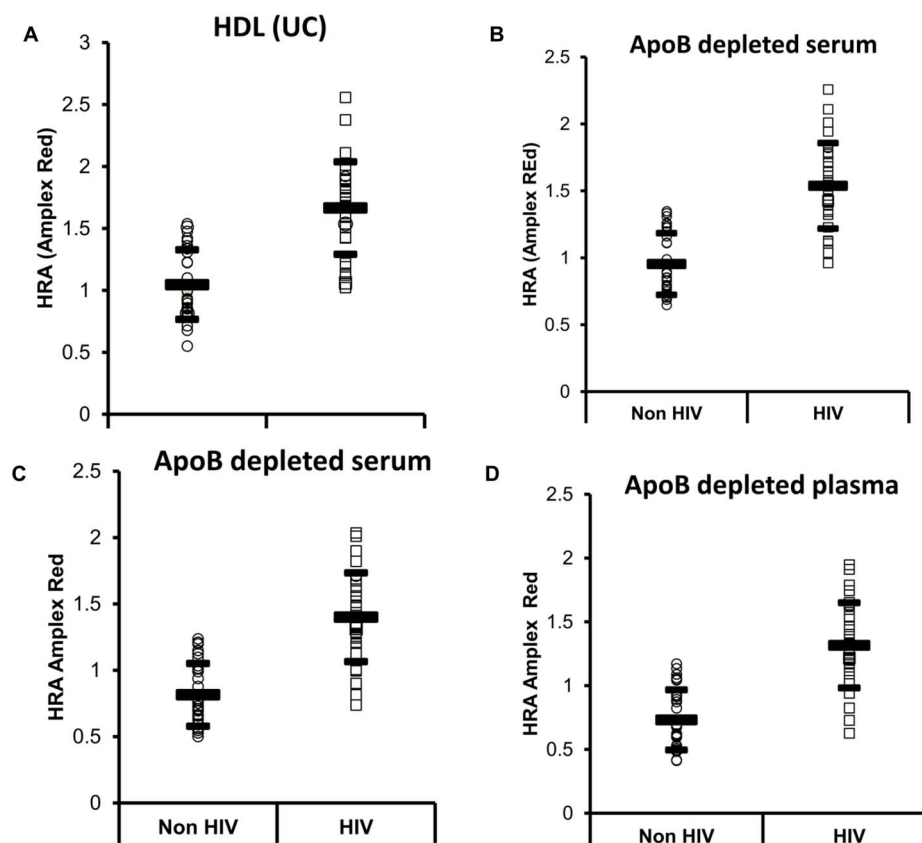 A
HDL (UC)
HRA (Amplex Red)
3
2.5
2
1.5
1
0.5
0
B
ApoB depleted serum
HRA (Amplex REd)
2.5
2
1.5
1
0.5
0
Non HIV
HIV
C
ApoB depleted serum
HRA Amplex Red
2.5
2
1.5
1
0.5
0
Non HIV
HIV
D
ApoB depleted plasma
HRA Amplex Red
2.5
2
1.5
1
0.5
0
Non HIV
HIV